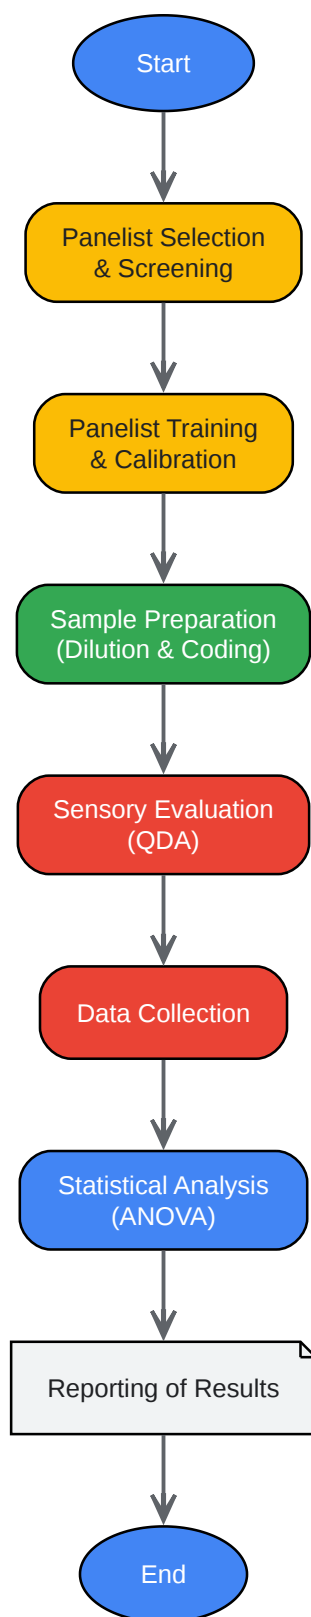 Start
Panelist Selection
& Screening
Panelist Training
& Calibration
Sample Preparation
(Dilution & Coding)
Sensory Evaluation
(QDA)
Data Collection
Statistical Analysis
(ANOVA)
Reporting of Results
End